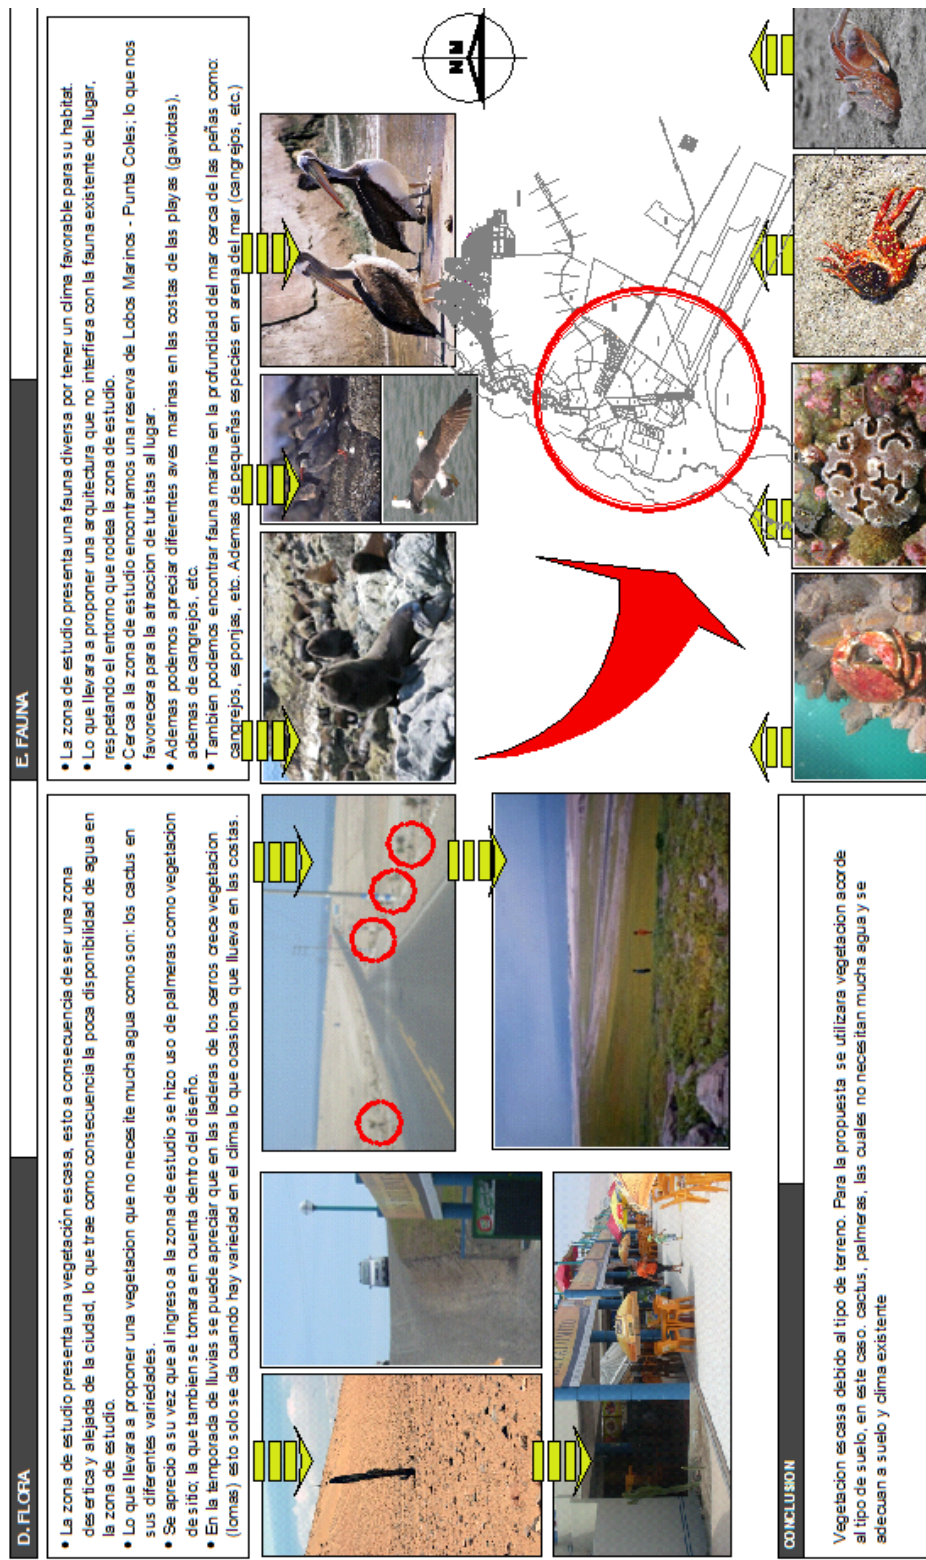 D. FLORA
• La zona de estudio presenta una vegetación escasa, esto a consecuencia de ser una zona
desertica y alejada de la ciudad, lo que trae como consecuencia la poca disponibilidad de agua en
la zona de estudio.
• Lo que llevara a proponer una vegetacion que no necesite mucha agua como son: los cactus en
sus diferentes variedades.
• Se aprecio a su vez que al ingreso a la zona de estudio se hizo uso de palmeras como vegetacion
de sitio; la que tambien se tomara en cuenta dentro del diseño.
• En la temporada de lluvias se puede apreciar que en las laderas de los cerros crece vegetacion
(lomas) esto solo se da cuando hay variedad en el clima lo que ocasiona que llueva en las costas.
E. FAUNA
• La zona de estudio presenta una fauna diversa por tener un clima favorable para su habitat.
• Lo que llevara a proponer una arquitectura que no interfiera con la fauna existente del lugar,
respetando el entorno que rodea la zona de estudio.
• Cerca a la zona de estudio encontramos una reserva de Lobos Marinos - Punta Coles; lo que nos
favorecera para la atraccion de turistas al lugar.
• Ademas podemos apreciar diferentes aves marinas en las costas de las playas (gaviotas),
ademas de cangrejos, etc.
• Tambien podemos encontrar fauna marina en la profundidad del mar cerca de las peñas como:
cangrejos, esponjas, etc. Ademas de pequeñas especies en arena del mar (cangrejos, etc.)
NM
CONCLUSION
Vegetacion escasa debido al tipo de terreno. Para la propuesta se utilizara vegetacion acorde
al tipo de suelo, en este caso. cactus, palmeras, las cuales no necesitan mucha agua y se
adecuan a suelo y clima existente